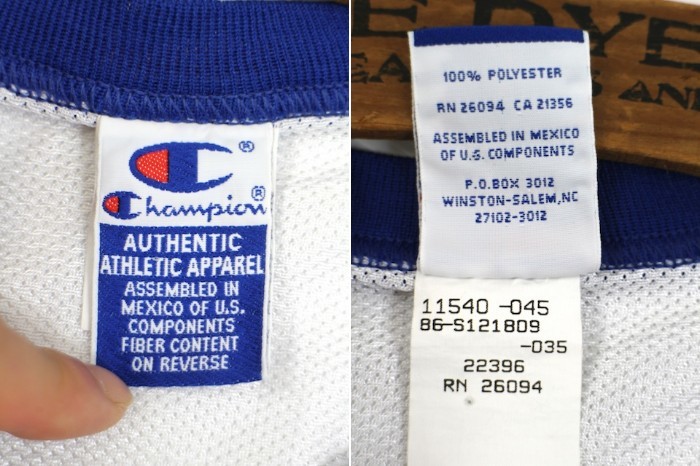 ®
Champion®
AUTHENTIC
ATHLETIC APPAREL
ASSEMBLED IN
MEXICO OF U.S.
COMPONENTS
FIBER CONTENT
ON REVERSE
100% POLYESTER
RN 26094 CA 21356
ASSEMBLED IN MEXICO
OF U.S. COMPONENTS
P.O.BOX 3012
WINSTON-SALEM,NC
27102-3012
11540 -045
86-S121809
-035
22396
RN 26094